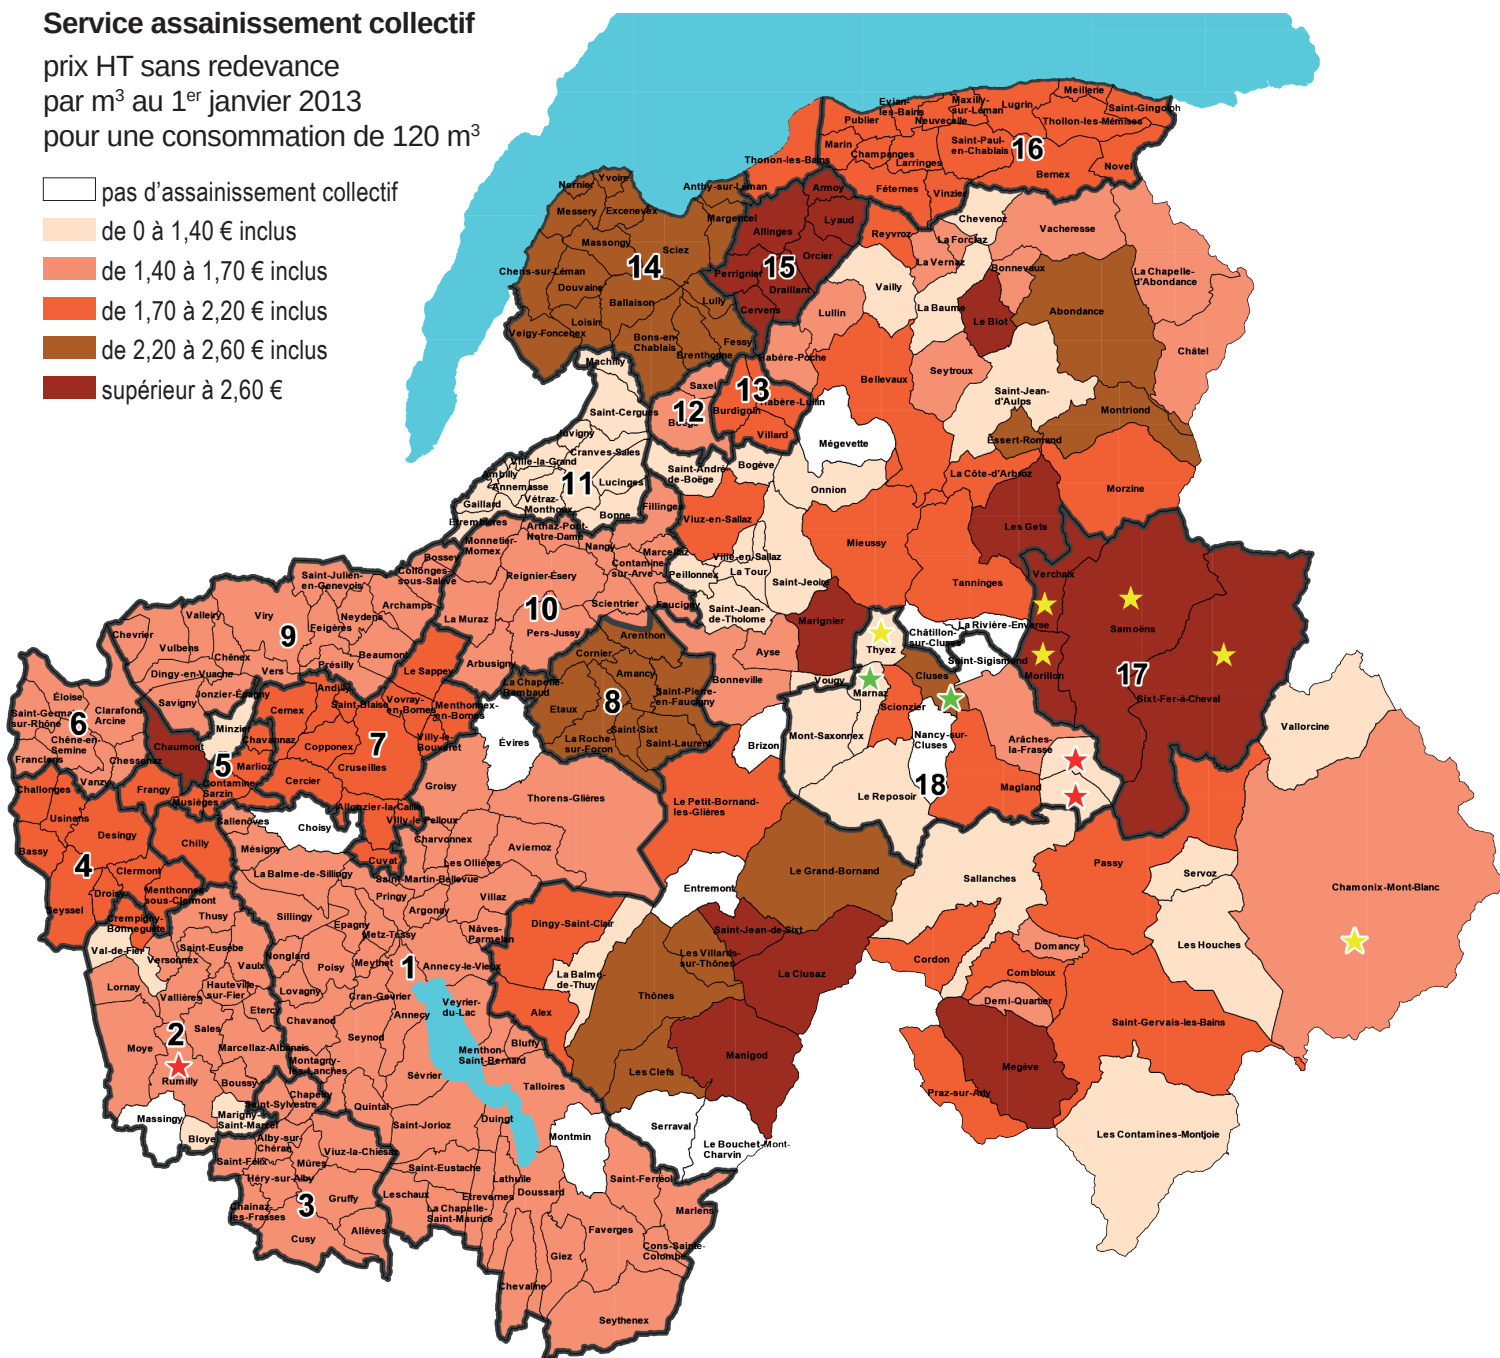 Service assainissement collectif
prix HT sans redevance
par m³ au 1er janvier 2013
pour une consommation de 120 m³
pas d'assainissement collectif
de 0 à 1,40 € inclus
de 1,40 à 1,70 € inclus
de 1,70 à 2,20 € inclus
de 2,20 à 2,60 € inclus
supérieur à 2,60 €
Meillerie
Evian-
les-Bains
Maxilly-
sur-Léman
Lugrin
Saint-Gingolph
Publier
Neuvecelle
Thollon-les-Mémises
Marin
Champanges
Larringes
Saint-Paul-
en-Chablais
16
Thonon-les-Bains
Bernex
Novel
Féternes
Vinzier
Nernier
Yvoire
Anthy-sur-Léman
Armoy
Messery
Excenevex
Margencel
Lyaud
Allinges
Massongy
Sciez
14
Chens-sur-Léman
Douvaine
Ballaison
Lully
Loisin
Veigy-Foncenex
Bons-en-
Chablais
Fessy
Brenthonne
Perrignier
15
Orcier
Draillant
Cervens
Reyvroz
Chevenoz
Vacheresse
La Forclaz
La Vernaz
Bonnevaux
La Chapelle-
d'Abondance
Vailly
La Baume
Le Biot
Abondance
Lullin
Châtel
Habère-Poche
Bellevaux
Seytroux
Saint-Jean-
d'Aulps
Montriond
Essert-Romand
Machilly
Saxel
13
Habère-Lullin
12
Burdignin
Boëge
Villard
Saint-Cergues
Juvigny
Cranves-Sales
Ville-la-Grand
Ambilly
Annemasse
11
Lucinges
Gaillard
Vétraz-
Monthoux
Bonne
Etrembières
Mégevette
Saint-André-
de-Boëge
Bogève
Onnion
La Côte-d'Arbroz
Morzine
Les Gets
Fillinges
Viuz-en-Sallaz
Mieussy
Arthaz-Pont-
Notre-Dame
Monnetier-
Mornex
Nangy
Marcellaz
Contamine-
sur-Arve
Peillonnex
Ville-en-Sallaz
La Tour
Saint-Jeoire
Tanninges
Verchaix
Bossey
Collonges-
sous-Salève
Reignier-Ésery
Scientrier
Faucigny
10
La Muraz
Pers-Jussy
Saint-Jean-
de-Tholome
Marignier
Thyez
Châtillon-
sur-Cluses
La Rivière-Enverse
Samoëns
Saint-Julien-
en-Genevois
Archamps
Viry
Neydens
Valleiry
Feigères
9
Chevrier
Vulbens
Chênex
Beaumont
Vers
Présilly
Dingy-en-Vuache
Le Sappey
Arbusigny
Arenthon
Cornier
Amancy
Ayse
Bonneville
Vougy
Marnaz
Cluses
Saint-Sigismond
Morillon
17
Sixt-Fer-à-Cheval
Jonzier-Épagny
Savigny
Andilly
Saint-Blaise
Vovray-
en-Bornes
Menthonnex-
en-Bornes
La Chapelle-
Rambaud
Etaux
8
Saint-Pierre-
en-Faucigny
Saint-Sixt
La Roche-
sur-Foron
Saint-Laurent
Scionzier
Éloise
Saint-Germain-
sur-Rhône
6
Clarafond-
Arcine
Chêne-en-
Semine
Franclens
Chessenaz
Vanzy
Chaumont
Minzier
Cernex
Chavannaz
5
Marlioz
Contamine-
Sarzin
Copponex
7
Cruseilles
Cercier
Villy-le-
Bouveret
Évires
Brizon
Mont-Saxonnex
Nancy-sur-
Cluses
Arâches-
la-Frasse
Magland
18
Le Reposoir
Vallorcine
Challonges
Frangy
Musièges
Usinens
Desingy
Chilly
Bassy
4
Clermont
Droisy
Menthonnex-
sous-Clermont
Seyssel
Crempigny-
Bonneguête
Sallenôves
Choisy
Mésigny
La Balme-de-Sillingy
Allonzier-la-Caille
Villy-le-Pelloux
Cuvat
Charvonnex
Groisy
Thorens-Glières
Aviernoz
Les Ollières
Saint-Martin-Bellevue
Pringy
Villaz
Argonay
Le Petit-Bornand-
les-Glières
Entremont
Le Grand-Bornand
Sallanches
Passy
Servoz
Chamonix-Mont-Blanc
Les Houches
Thusy
Sillingy
Epagny
Metz-Tessy
Nâves-
Parmelan
Dingy-Saint-Clair
Saint-Jean-de-Sixt
Val-de-Fier
Saint-Eusèbe
Versonnex
Vaulx
Nonglard
Poisy
Meythet
1
Annecy-le-Vieux
La Balme-
de-Thuy
Les Villards-
sur-Thônes
La Clusaz
Cordon
Domancy
Combloux
Lornay
Vallières
Hauteville-
sur-Fier
Lovagny
Cran-Gevrier
Annecy
Veyrier-
du-Lac
Thônes
Demi-Quartier
Etercy
Chavanod
Alex
2
Sales
Seynod
Moye
Marcellaz-Albanais
Montagny-
les-Lanches
Menthon-
Saint-Bernard
Bluffy
Manigod
Saint-Gervais-les-Bains
Megève
Rumilly
Boussy
Sévrier
Talloires
Les Clefs
Praz-sur-Arly
Chapeiry
Saint-Sylvestre
Quintal
Massingy
Marigny-
Saint-Marcel
Bloye
Saint-Jorioz
Duingt
Montmin
Serraval
Le Bouchet-Mont-
Charvin
Les Contamines-Montjoie
Alby-sur-
Chéran
Viuz-la-Chiésaz
Saint-Félix
Mûres
Héry-sur-Alby
3
Gruffy
Chainaz-
les-Frasses
Allèves
Cusy
Saint-Eustache
Leschaux
La Chapelle-
Saint-Maurice
Lathuile
Etrevernes
Doussard
Saint-Ferréol
Marlens
Faverges
Cons-Sainte-
Colombe
Giez
Chevaline
Seythenex